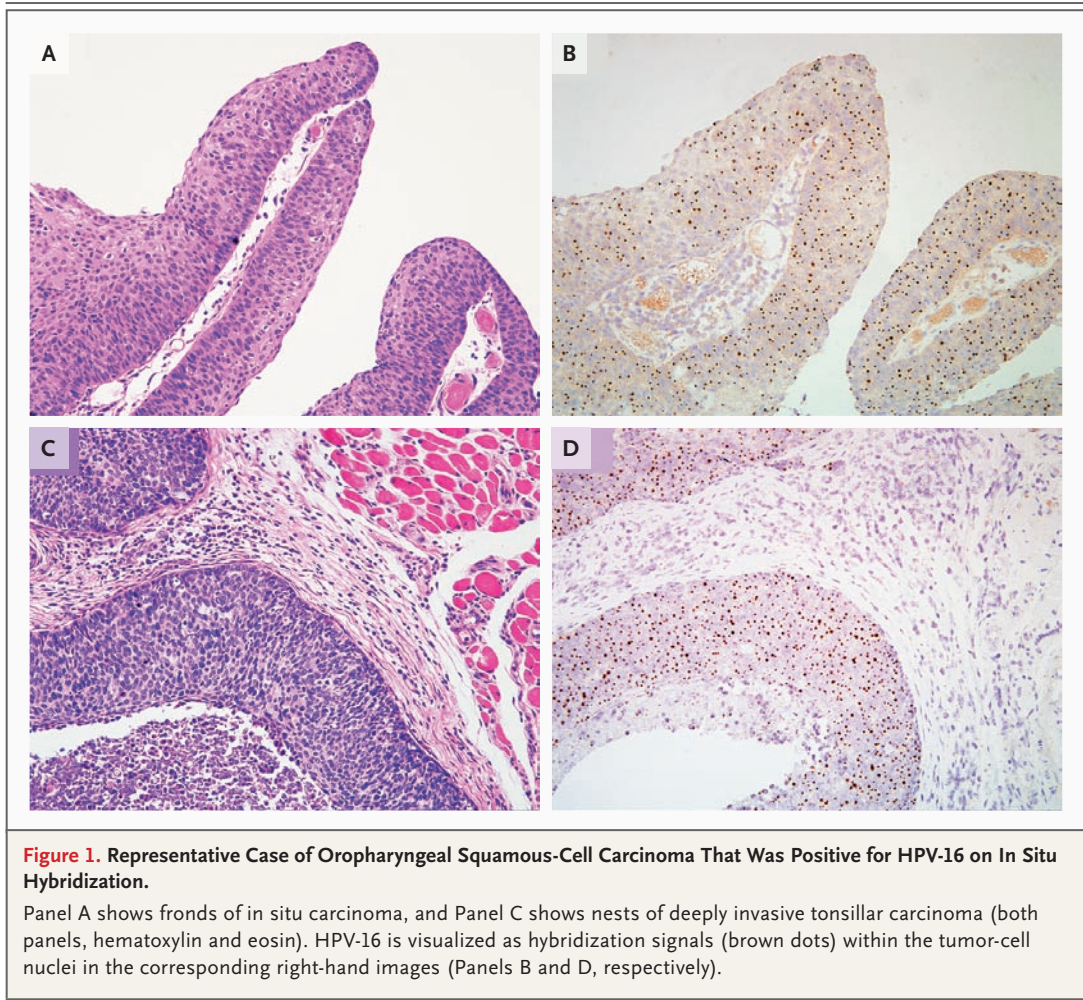 A
B
C
D
Figure 1. Representative Case of Oropharyngeal Squamous-Cell Carcinoma That Was Positive for HPV-16 on In Situ
Hybridization.
Panel A shows fronds of in situ carcinoma, and Panel C shows nests of deeply invasive tonsillar carcinoma (both
panels, hematoxylin and eosin). HPV-16 is visualized as hybridization signals (brown dots) within the tumor-cell
nuclei in the corresponding right-hand images (Panels B and D, respectively).